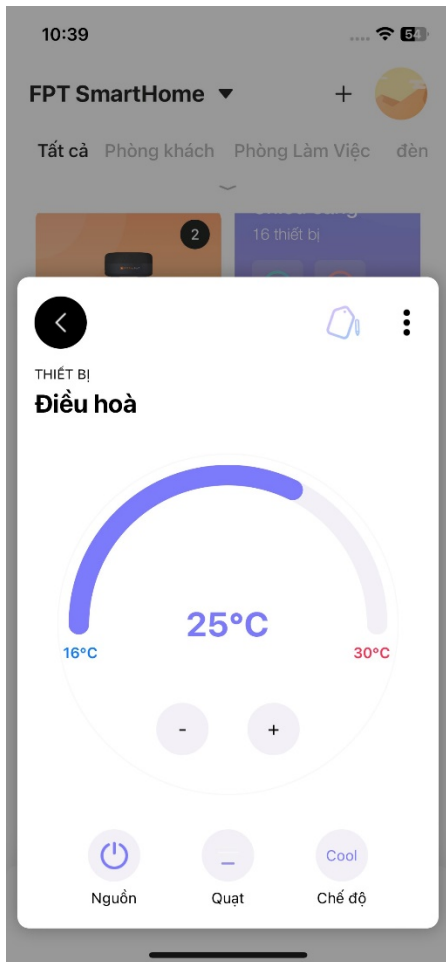 10:39
54
FPT SmartHome
Tất cả Phòng khách Phòng Làm Việc đèn
2
16 thiết bị
THIẾT BỊ
Điều hoà
25°C
16°C
30°C
- +
Cool
Nguồn Quạt Chế độ